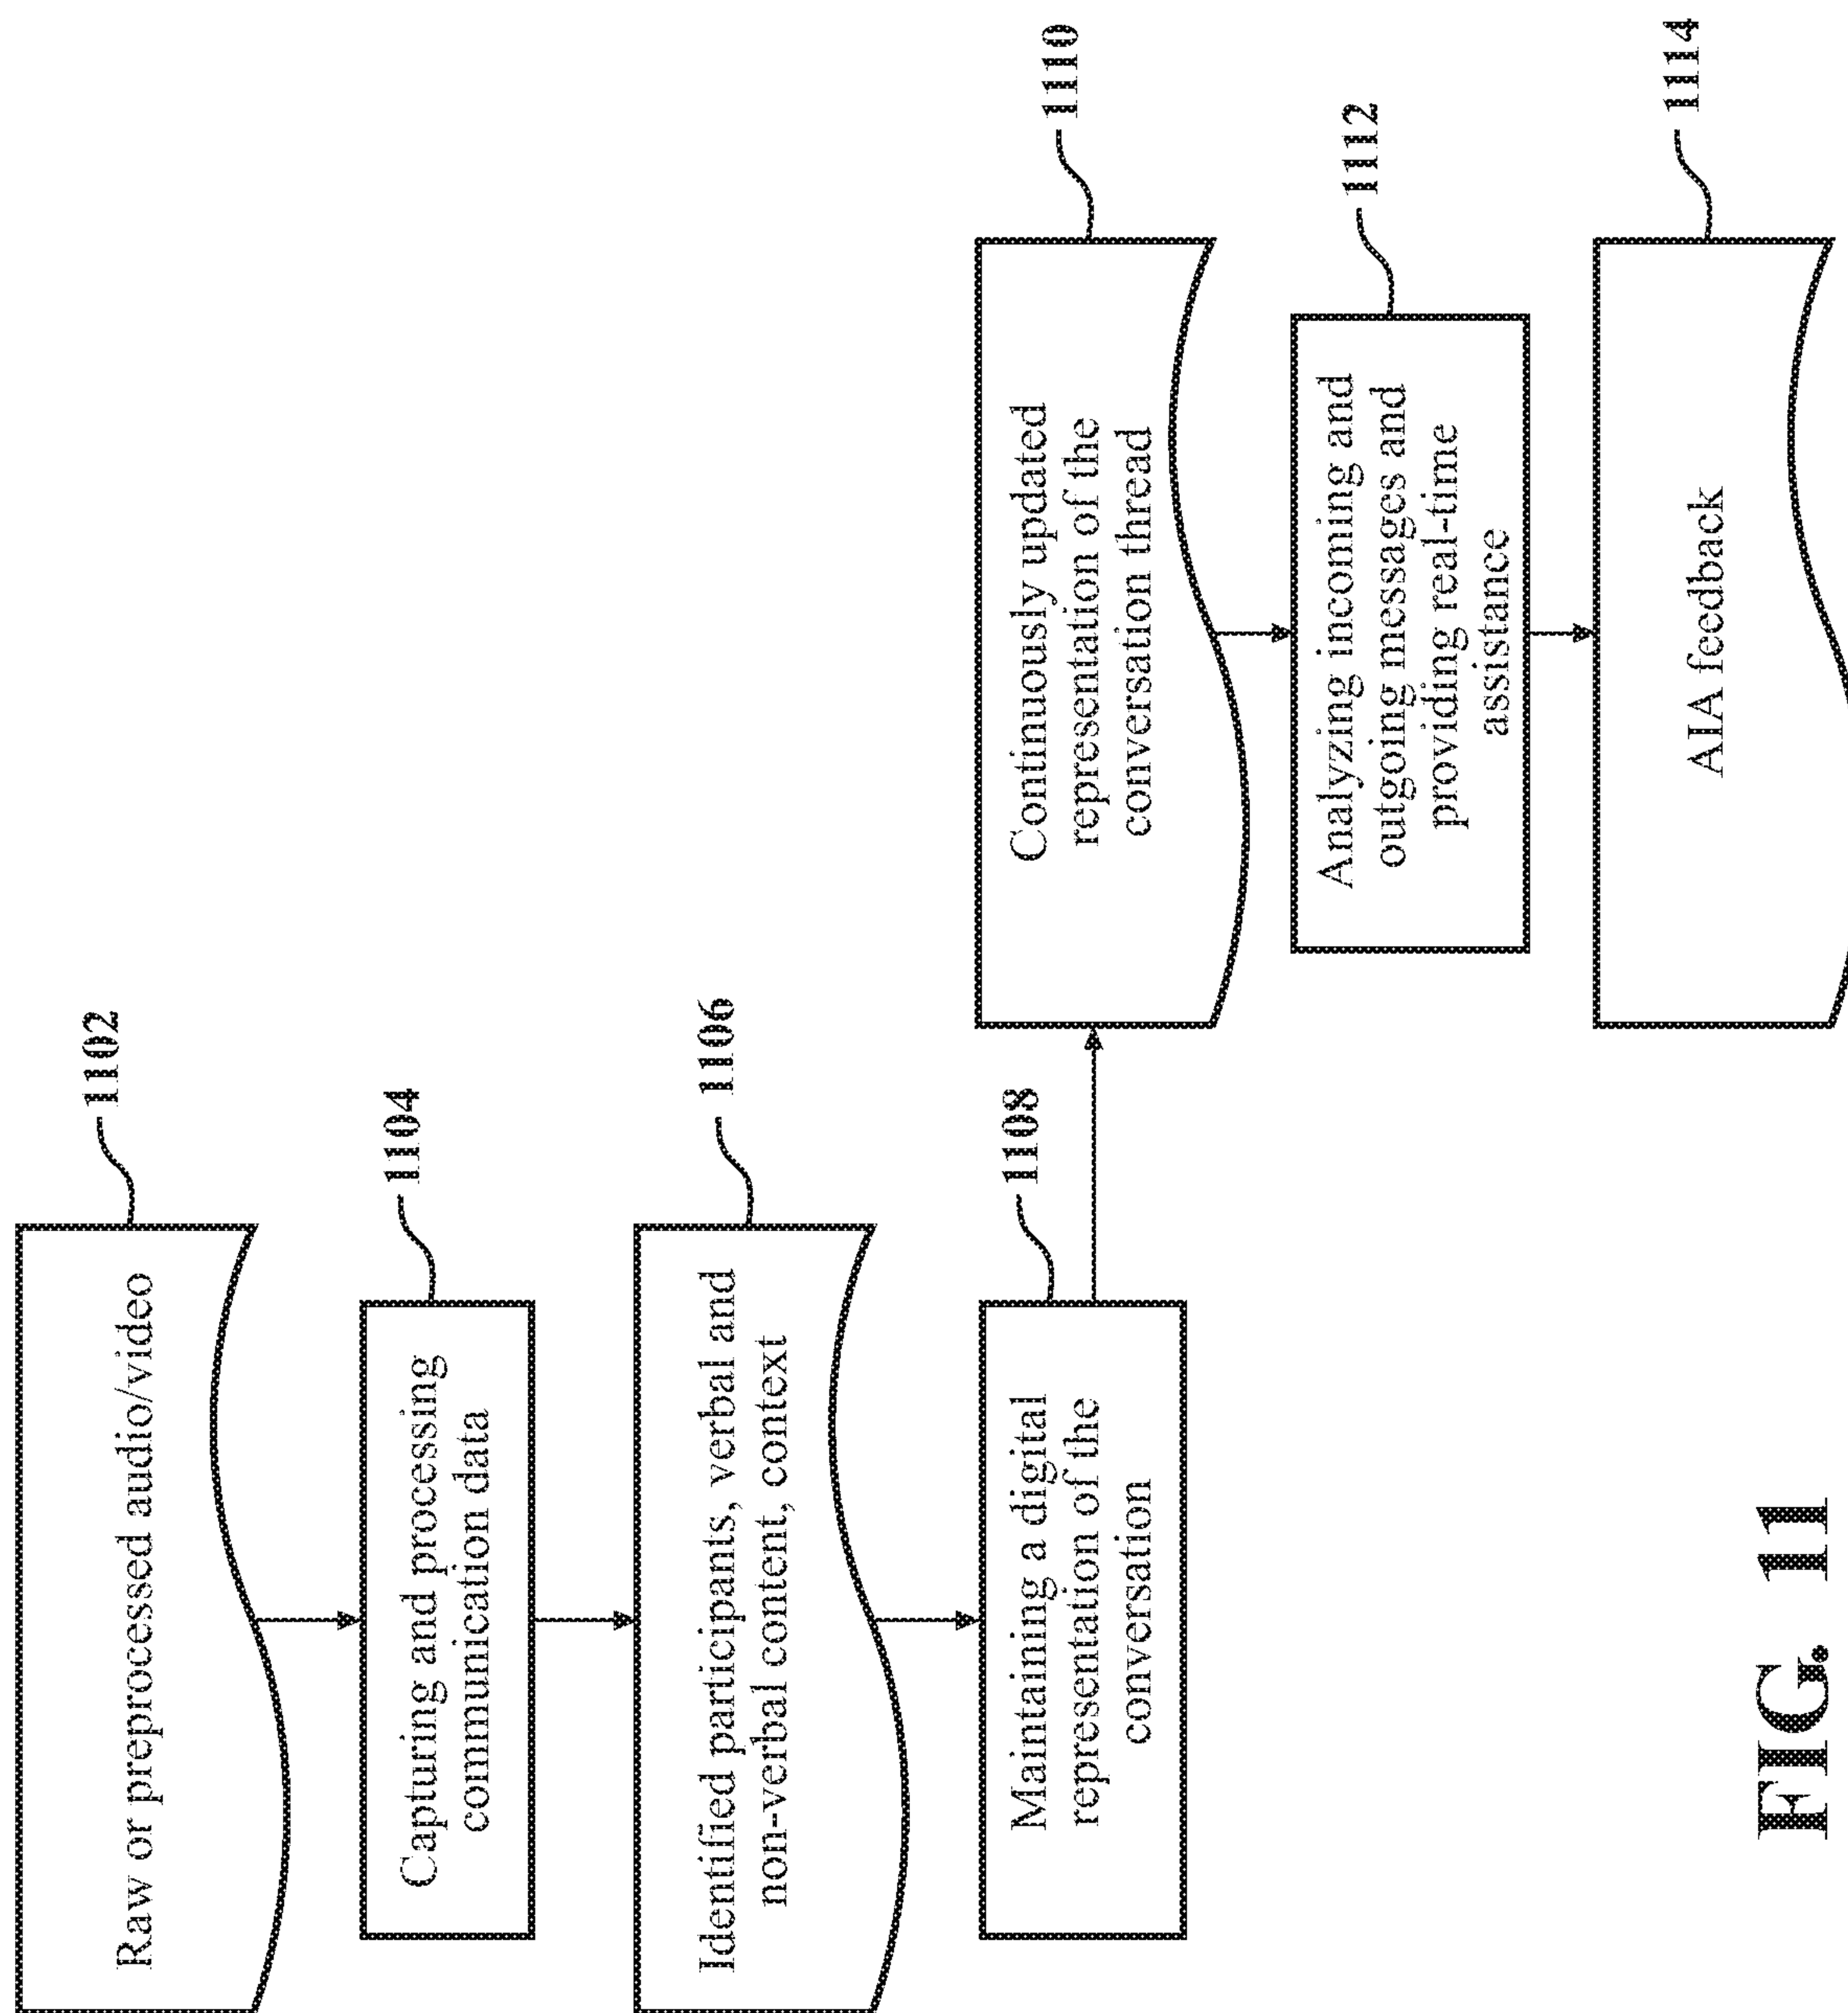 Raw or preprocessed audio/video
1102
Capturing and processing
communication data
1104
Identified participants, verbal and
non-verbal content, context
1106
Maintaining a digital
representation of the
conversation
1108
Continuously updated
representation of the
conversation thread
1110
Analyzing incoming and
outgoing messages and
providing real-time
assistance
1112
AIA feedback
1114
FIG. 11